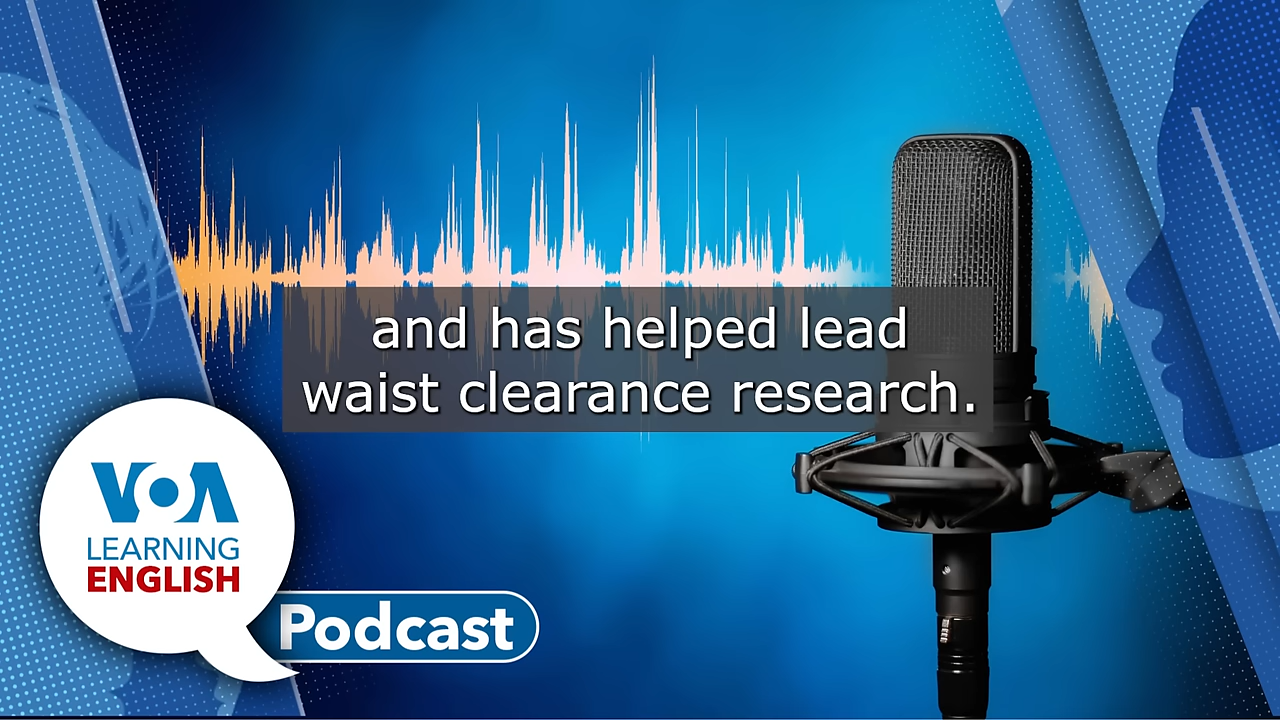 and has helped lead
waist clearance research.
VOA
LEARNING
ENGLISH
Podcast